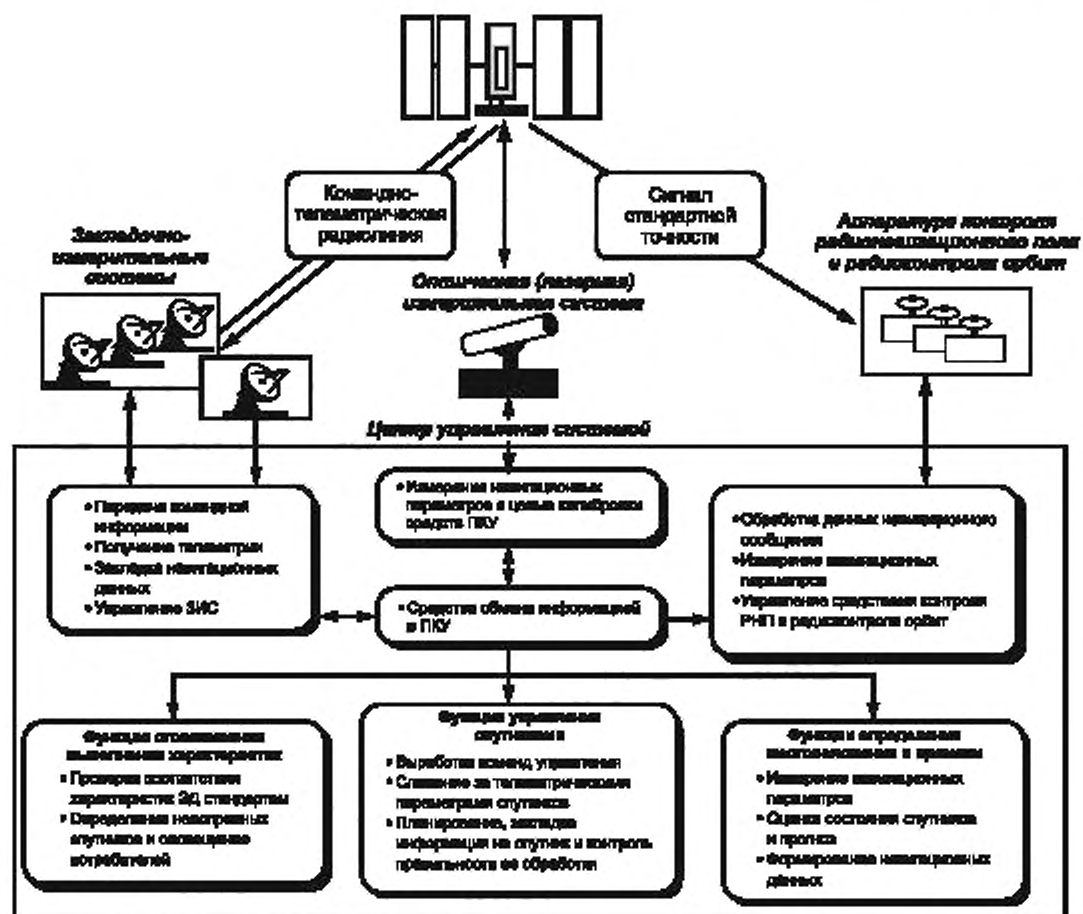 Командно-
телеметрическая
радиолиния
Сигнал
стандартной
точности
Закладочно-
измерительные
системы
Оптическая (лазерная)
измерительная система
Аппаратура контроля
радионавигационного поля
и радиоконтроля орбит
Центр управления системой
• Передача командной
информации
• Получение телеметрии
• Закладка навигационных
данных
• Управление ЗИС
• Измерение навигационных
параметров в целях калибровки
средств ПКУ
• Обработка данных навигационного
сообщения
• Измерение навигационных
параметров
• Управление средствами контроля
РНП и радиоконтроля орбит
• Средства обмена информацией
в ПКУ
Функция отслеживания
выполнения характеристик
• Проверка соответствия
характеристик ЭД стандартам
• Определение неисправных
спутников и оповещение
потребителей
Функция управления
спутниками
• Выработка команд управления
• Слежение за телеметрическими
параметрами спутников
• Планирование, закладка
информации на спутник и контроль
правильности ее обработки
Функция определения
местоположения и времени
• Измерение навигационных
параметров
• Оценка состояния спутников
и прогноз
• Формирование навигационных
данных